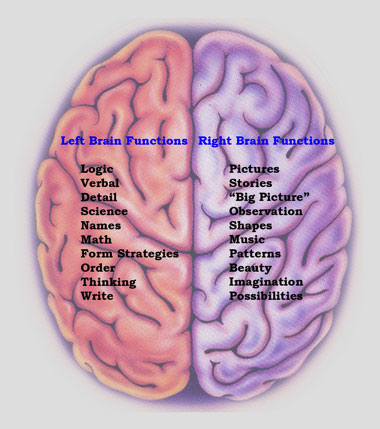 Left Brain Functions
Logic
Verbal
Detail
Science
Names
Math
Form Strategies
Order
Thinking
Write
Right Brain Functions
Pictures
Stories
“Big Picture”
Observation
Shapes
Music
Patterns
Beauty
Imagination
Possibilities